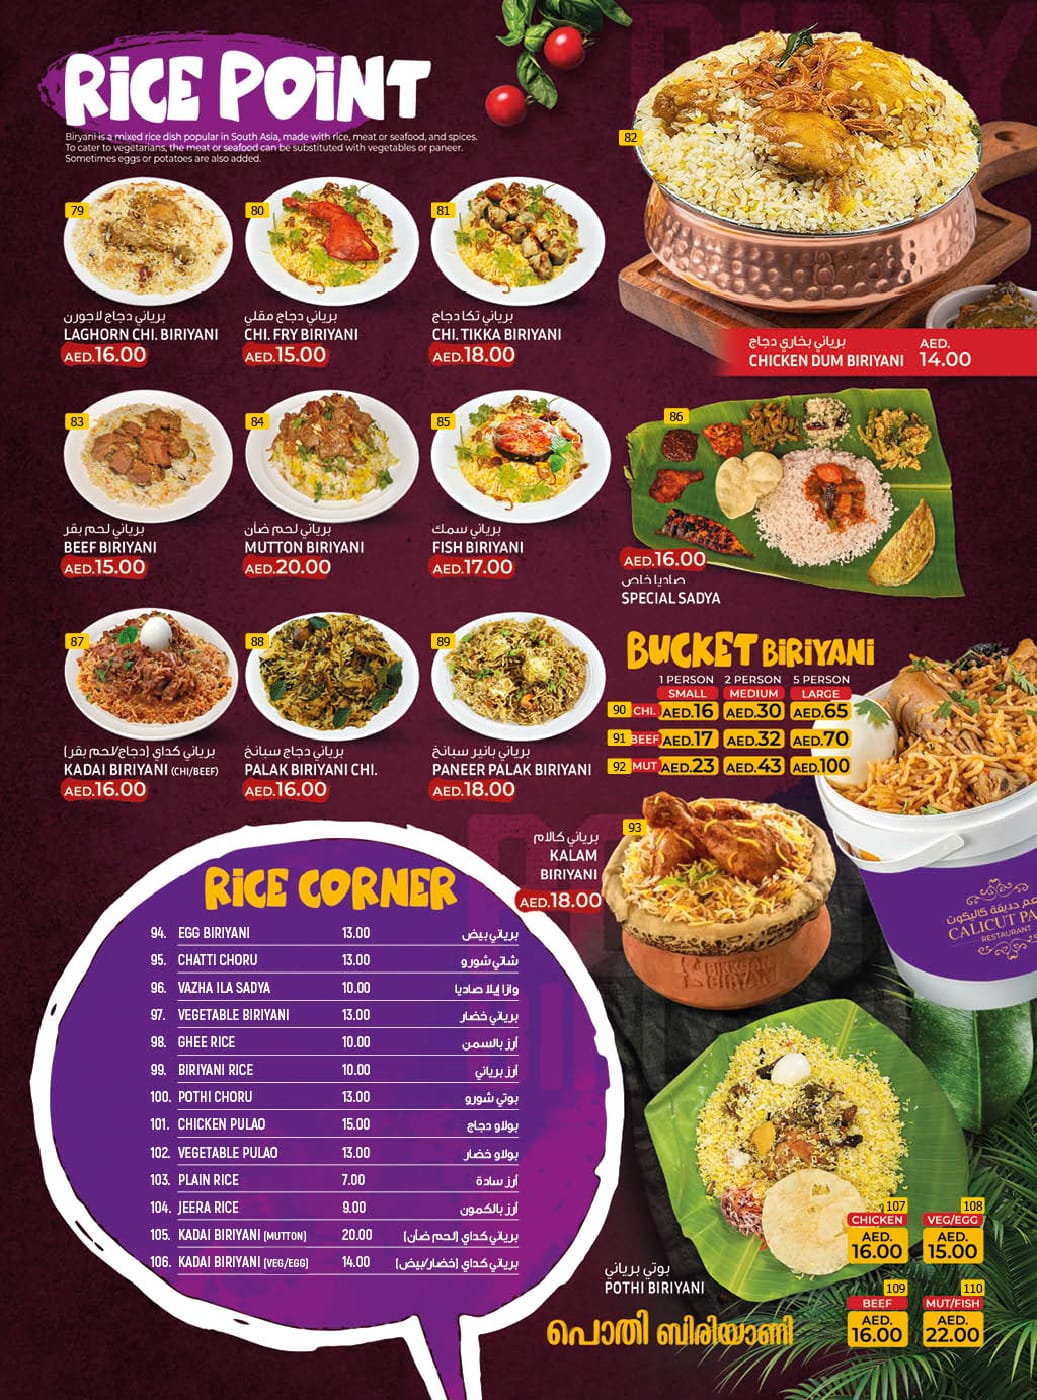 RICE POINT
Biryani is a mixed rice dish popular in South Asia, made with rice, meat or seafood, and spices.
To cater to vegetarians, the meat or seafood can be substituted with vegetables or paneer.
Sometimes eggs or potatoes are also added.
79
برياني دجاج لاجورن
LAGHORN CHI. BIRIYANI
AED.16.00
80
برياني دجاج مقلي
CHI. FRY BIRIYANI
AED.15.00
81
برياني تكا دجاج
CHI. TIKKA BIRIYANI
AED.18.00
82
برياني بخاري دجاج
CHICKEN DUM BIRIYANI
AED.
14.00
83
برياني لحم بقر
BEEF BIRIYANI
AED.15.00
84
برياني لحم ضأن
MUTTON BIRIYANI
AED.20.00
85
برياني سمك
FISH BIRIYANI
AED.17.00
86
AED.16.00
صاديا خاص
SPECIAL SADYA
87
برياني كداي (دجاج/لحم بقر)
KADAI BIRIYANI (CHI/BEEF)
AED.16.00
88
برياني دجاج سبانخ
PALAK BIRIYANI CHI.
AED.16.00
89
برياني بانير سبانخ
PANEER PALAK BIRIYANI
AED.18.00
BUCKET BIRIYANI
1 PERSON 2 PERSON 5 PERSON
SMALL MEDIUM LARGE
90 CHI. AED.16 AED.30 AED.65
91 BEEF AED.17 AED.32 AED.70
92 MUT AED.23 AED.43 AED.100
CALICUT PA
RESTAURANT
93
برياني كالام
KALAM
BIRIYANI
AED.18.00
RICE CORNER
94. EGG BIRIYANI 13.00 برياني بيض
95. CHATTI CHORU 13.00 شاتي شورو
96. VAZHA ILA SADYA 10.00 وازا إيلا صاديا
97. VEGETABLE BIRIYANI 13.00 برياني خضار
98. GHEE RICE 10.00 أرز بالسمن
99. BIRIYANI RICE 10.00 أرز برياني
100. POTHI CHORU 13.00 بوتي شورو
101. CHICKEN PULAO 15.00 بولاو دجاج
102. VEGETABLE PULAO 13.00 بولاو خضار
103. PLAIN RICE 7.00 أرز سادة
104. JEERA RICE 9.00 أرز بالكمون
105. KADAI BIRIYANI (MUTTON) 20.00 برياني كداي (لحم ضأن)
106. KADAI BIRIYANI (VEG/EGG) 14.00 برياني كداي (خضار/بيض)
بوتي برياني
POTHI BIRIYANI
പൊതി ബിരിയാണി
107
CHICKEN
AED.
16.00
108
VEG/EGG
AED.
15.00
109
BEEF
AED.
16.00
110
MUT/FISH
AED.
22.00